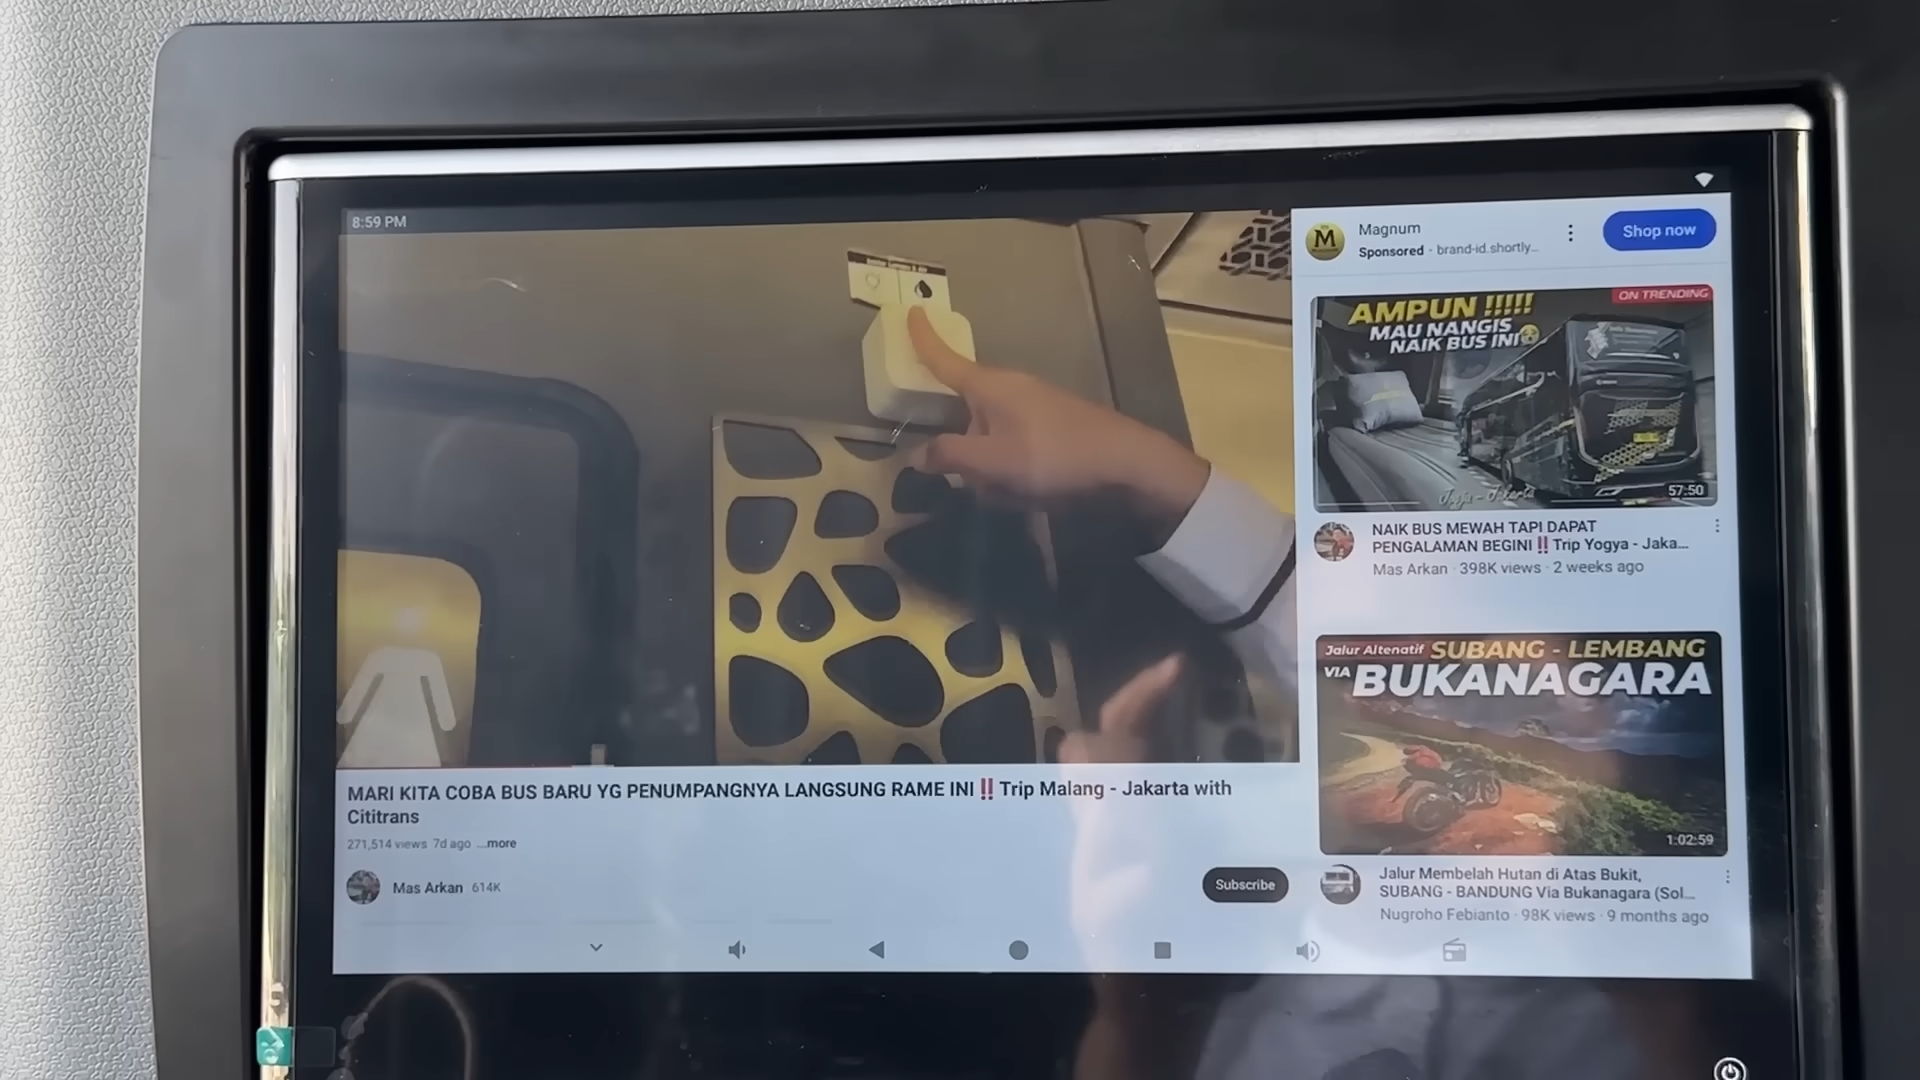 8:59 PM
Magnum
Sponsored · brand-id.shortly...
Shop now
M
ON TRENDING
AMPUN !!!!!
MAU NANGIS
NAIK BUS INI
Jogja - Jakarta
57:50
NAIK BUS MEWAH TAPI DAPAT
PENGALAMAN BEGINI ‼️ Trip Yogya - Jaka...
Mas Arkan · 398K views · 2 weeks ago
Jalur Altenatif SUBANG - LEMBANG
VIA BUKANAGARA
1:02:59
Jalur Membelah Hutan di Atas Bukit,
SUBANG - BANDUNG Via Bukanagara (Sol...
Nugroho Febianto · 98K views · 9 months ago
MARI KITA COBA BUS BARU YG PENUMPANGNYA LANGSUNG RAME INI ‼️ Trip Malang - Jakarta with
Cititrans
271,514 views 7d ago ...more
Mas Arkan 614K
Subscribe